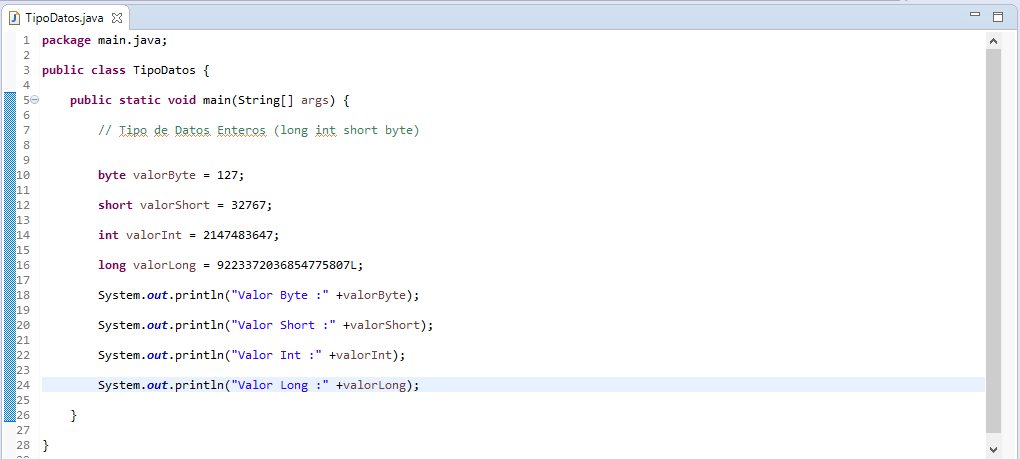 TipoDatos.java
1 package main.java;
2
3 public class TipoDatos {
4
5 public static void main(String[] args) {
6
7 // Tipo de Datos Enteros (long int short byte)
8
9
10 byte valorByte = 127;
11
12 short valorShort = 32767;
13
14 int valorInt = 2147483647;
15
16 long valorLong = 9223372036854775807L;
17
18 System.out.println("Valor Byte :" +valorByte);
19
20 System.out.println("Valor Short :" +valorShort);
21
22 System.out.println("Valor Int :" +valorInt);
23
24 System.out.println("Valor Long :" +valorLong);
25
26 }
27
28 }